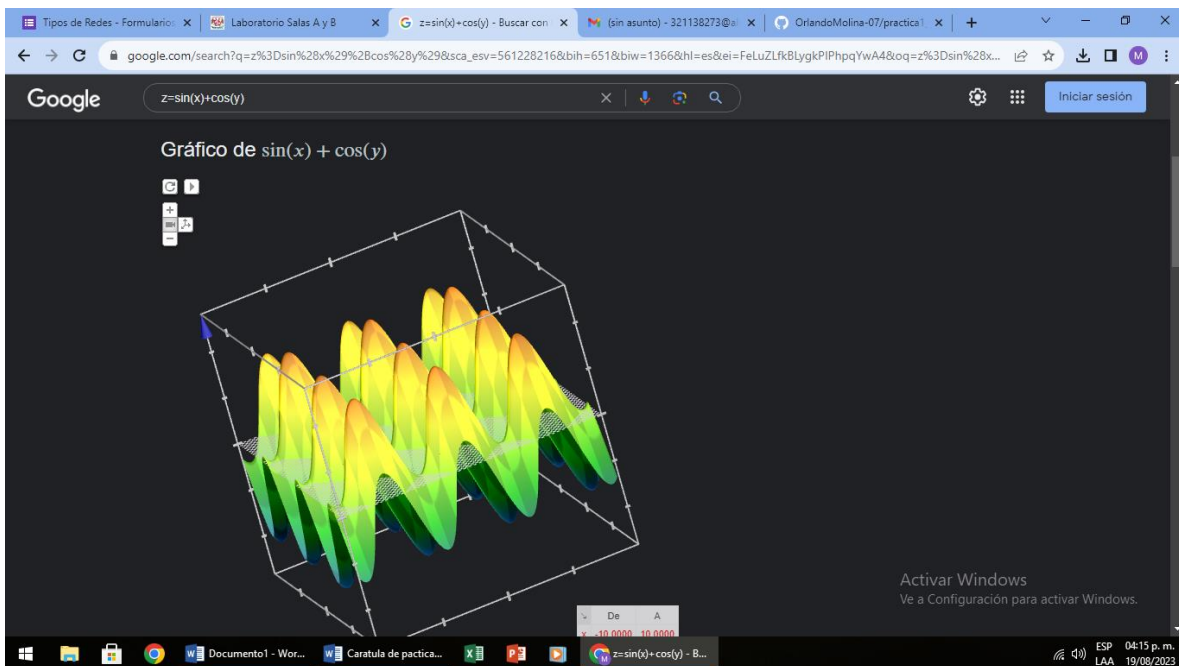 Tipos de Redes - Formularios
Laboratorio Salas A y B
z=sin(x)+cos(y) - Buscar con
(sin asunto) - 321138273@al
OrlandoMolina-07/practica1
google.com/search?q=z%3Dsin%28x%29%2Bcos%28y%29&sca_esv=561228216&bih=651&biw=1366&hl=es&ei=FeLuZLfkBLygkPIPhpqYwA4&oq=z%3Dsin%28x...
M
Google
z=sin(x)+cos(y)
Iniciar sesión
Gráfico de sin(x) + cos(y)
Activar Windows
Ve a Configuración para activar Windows.
De A
x -10.0000 10.0000
Documento1 - Wor...
Caratula de pactica...
z=sin(x)+cos(y) - B...
ESP 04:15 p. m.
LAA 19/08/2023